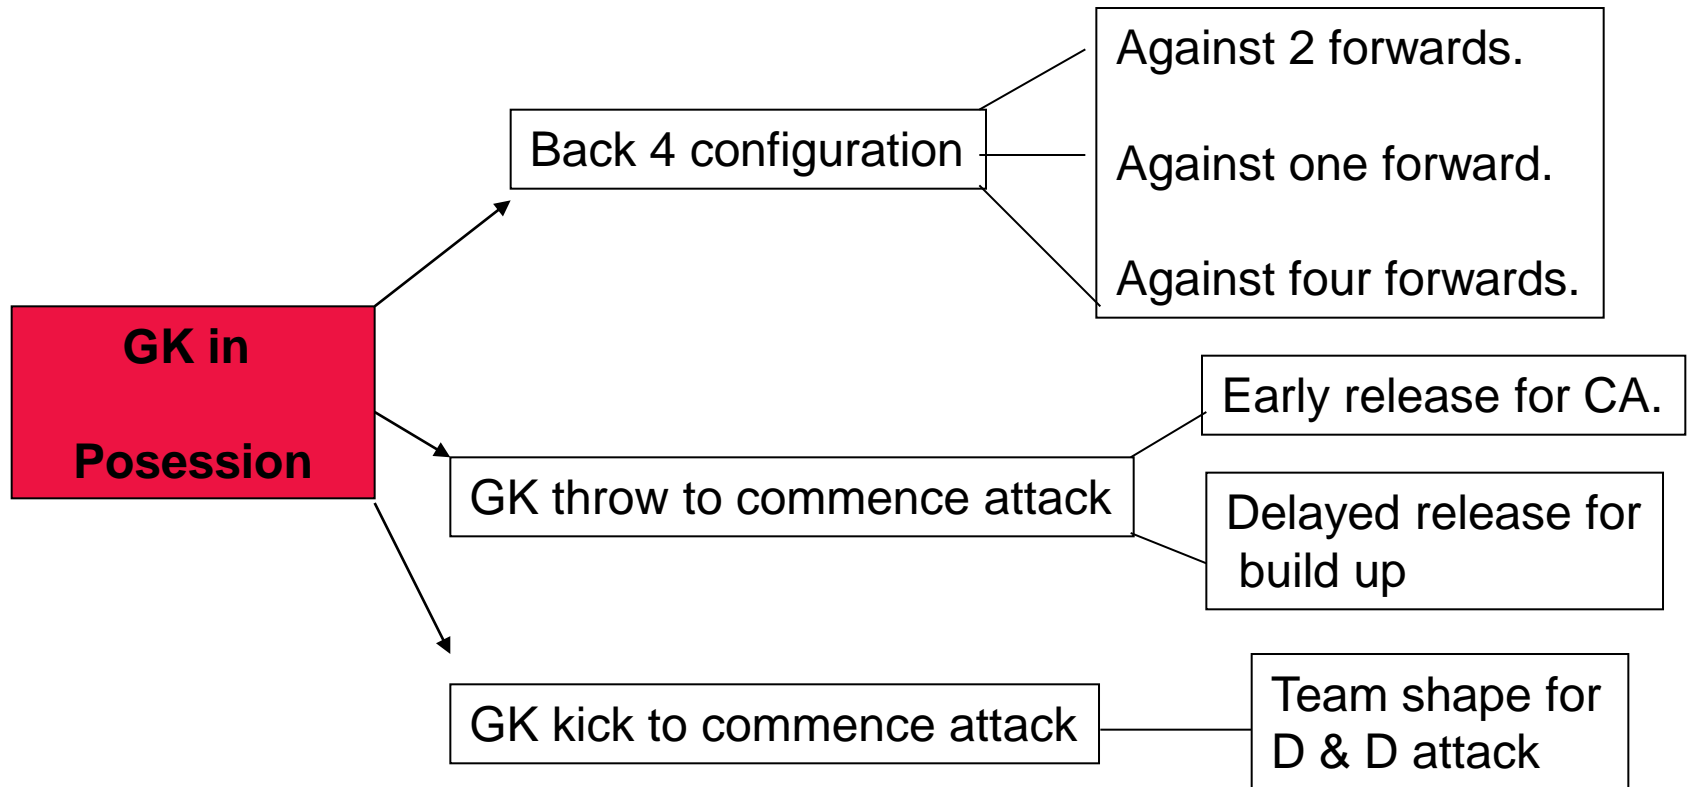 GK in
Posession
Back 4 configuration
Against 2 forwards.
Against one forward.
Against four forwards.
GK throw to commence attack
Early release for CA.
Delayed release for
build up
GK kick to commence attack
Team shape for
D & D attack